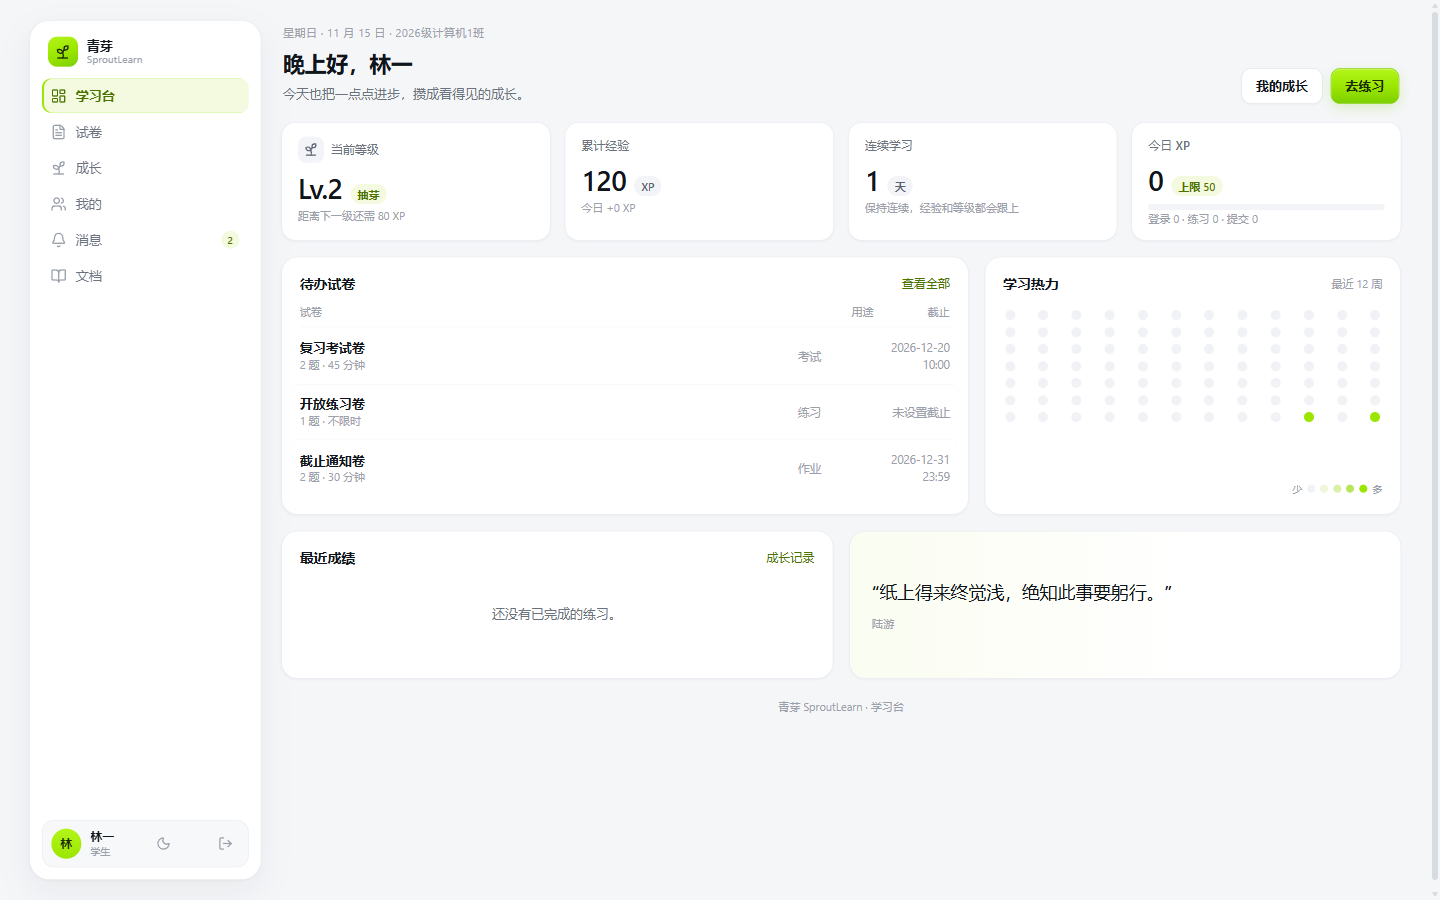 青芽
SproutLearn
学习台
试卷
成长
我的
消息 2
文档
林 林一
学生
星期日 · 11 月 15 日 · 2026级计算机1班
晚上好，林一
今天也把一点点进步，攒成看得见的成长。
我的成长 去练习
当前等级
Lv.2 抽芽
距离下一级还需 80 XP
累计经验
120 XP
今日 +0 XP
连续学习
1 天
保持连续，经验和等级都会跟上
今日 XP
0 上限 50
登录 0 · 练习 0 · 提交 0
待办试卷 查看全部
试卷 用途 截止
复习考试卷
2 题 · 45 分钟
考试
2026-12-20
10:00
开放练习卷
1 题 · 不限时
练习
未设置截止
截止通知卷
2 题 · 30 分钟
作业
2026-12-31
23:59
学习热力 最近 12 周
少 多
最近成绩 成长记录
还没有已完成的练习。
“纸上得来终觉浅，绝知此事要躬行。”
陆游
青芽 SproutLearn · 学习台